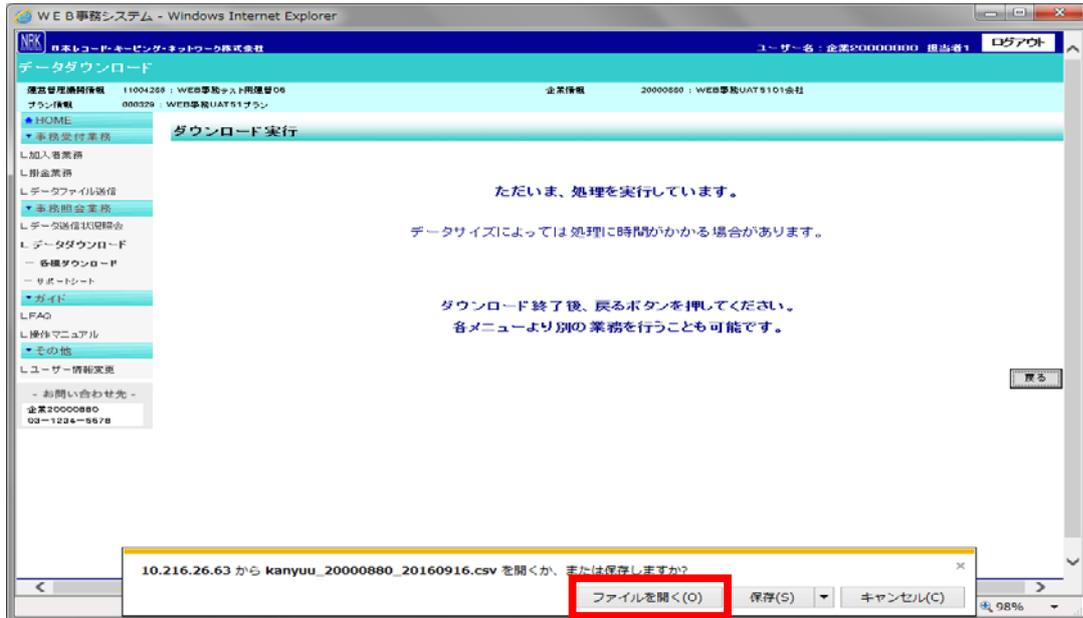 WEB事務システム - Windows Internet Explorer
NRK 日本レコード・キーピング・ネットワーク株式会社
ユーザー名：企業20000880 担当者1
ログアウト
データダウンロード
運営管理機関情報 11004268：WEB事務テスト用運管06
企業情報 20000880：WEB事務UAT5101会社
プラン情報 000329：WEB事務UAT51プラン
HOME
ダウンロード実行
▼事務受付業務
L加入者業務
L掛金業務
Lデータファイル送信
▼事務照会業務
Lデータ送信状況照会
Lデータダウンロード
－ 各種ダウンロード
－ サポートシート
▼ガイド
LFAQ
L操作マニュアル
▼その他
Lユーザー情報変更
- お問い合わせ先 -
企業20000880
03－1234－5678
ただいま、処理を実行しています。
データサイズによっては処理に時間がかかる場合があります。
ダウンロード終了後、戻るボタンを押してください。
各メニューより別の業務を行うことも可能です。
戻る
10.216.26.63 から kanyuu_20000880_20160916.csv を開くか、または保存しますか?
ファイルを開く(O)
保存(S)
キャンセル(C)
98%